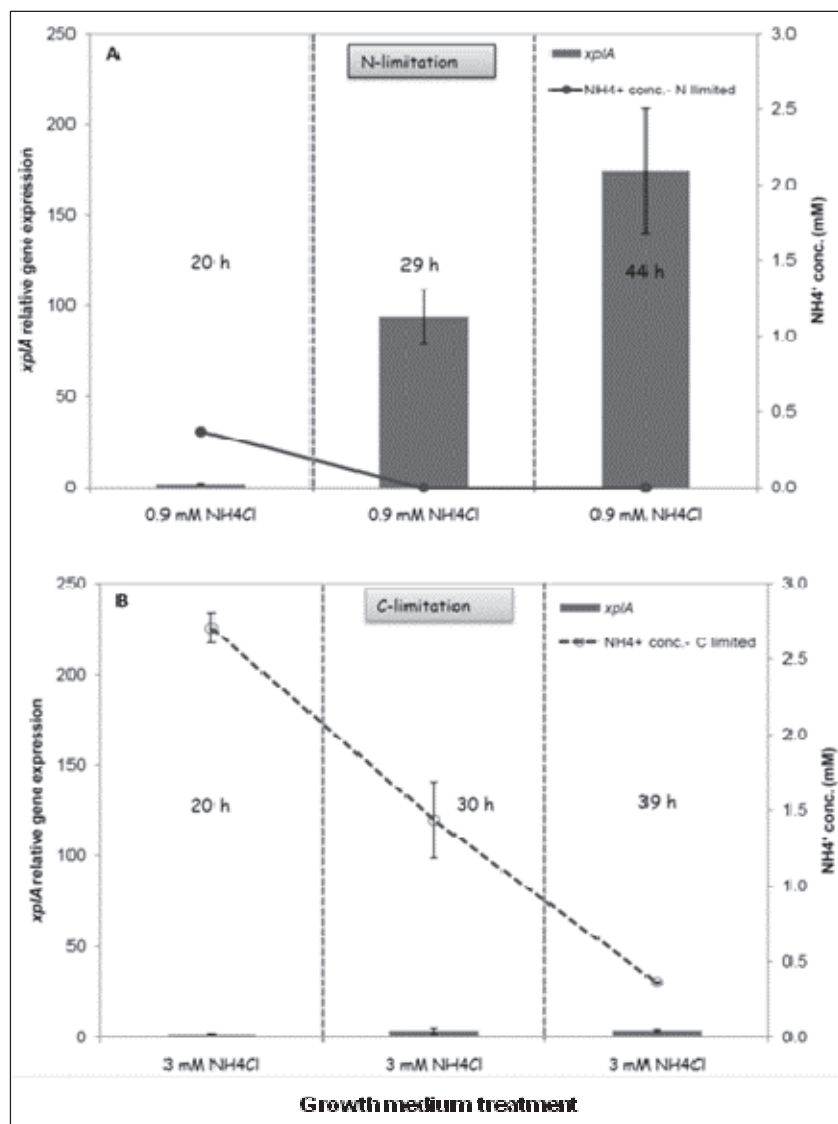 A
N-limitation
xplA
NH4+ conc.- N limited
250
200
150
100
50
0
xplA relative gene expression
3.0
2.5
2.0
1.5
1.0
0.5
0.0
NH4+ conc. (mM)
20 h
29 h
44 h
0.9 mM NH4Cl
0.9 mM NH4Cl
0.9 mM NH4Cl
B
C-limitation
xplA
NH4+ conc.- C limited
250
200
150
100
50
0
xplA relative gene expression
3.0
2.5
2.0
1.5
1.0
0.5
0.0
NH4+ conc. (mM)
20 h
30 h
39 h
3 mM NH4Cl
3 mM NH4Cl
3 mM NH4Cl
Growth medium treatment